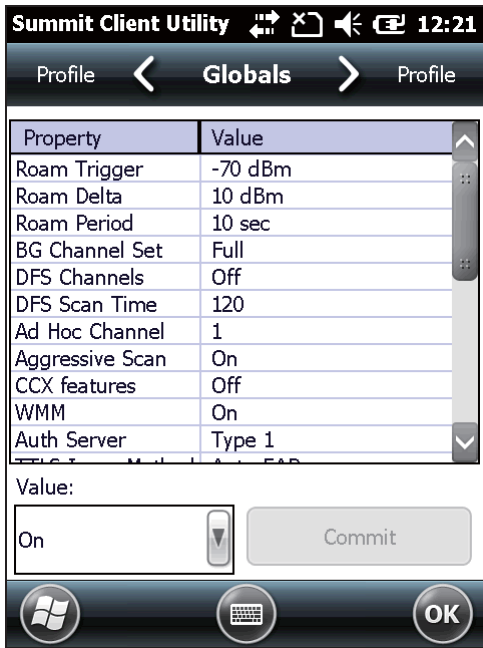 Summit Client Utility 12:21
Profile Globals Profile
Property Value
Roam Trigger -70 dBm
Roam Delta 10 dBm
Roam Period 10 sec
BG Channel Set Full
DFS Channels Off
DFS Scan Time 120
Ad Hoc Channel 1
Aggressive Scan On
CCX features Off
WMM On
Auth Server Type 1
Value:
On Commit
OK